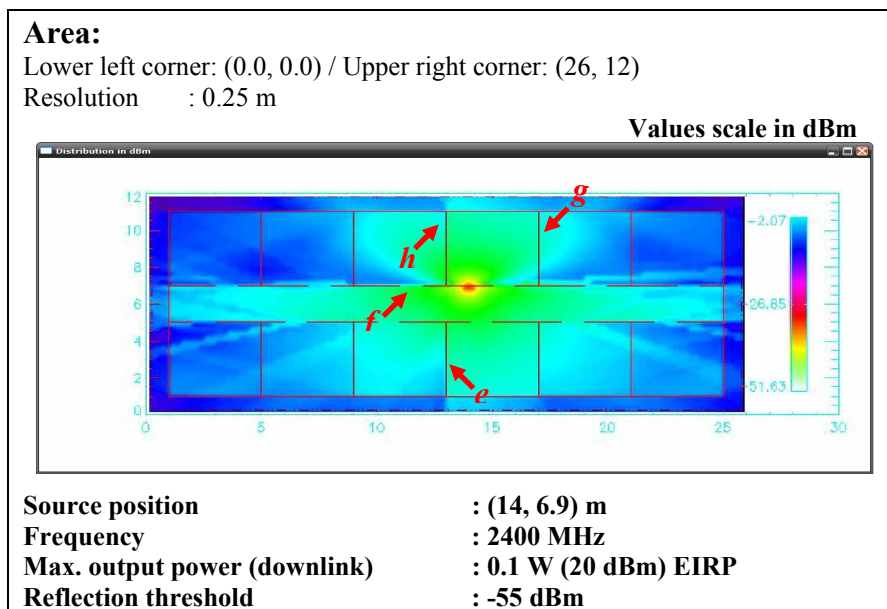 Area:
Lower left corner: (0.0, 0.0) / Upper right corner: (26, 12)
Resolution : 0.25 m
Values scale in dBm
Distribution in dBm
12
10
8
6
4
2
0
0 5 10 15 20 25 30
-2.07
-26.85
-51.63
g
h
f
e
Source position : (14, 6.9) m
Frequency : 2400 MHz
Max. output power (downlink) : 0.1 W (20 dBm) EIRP
Reflection threshold : -55 dBm